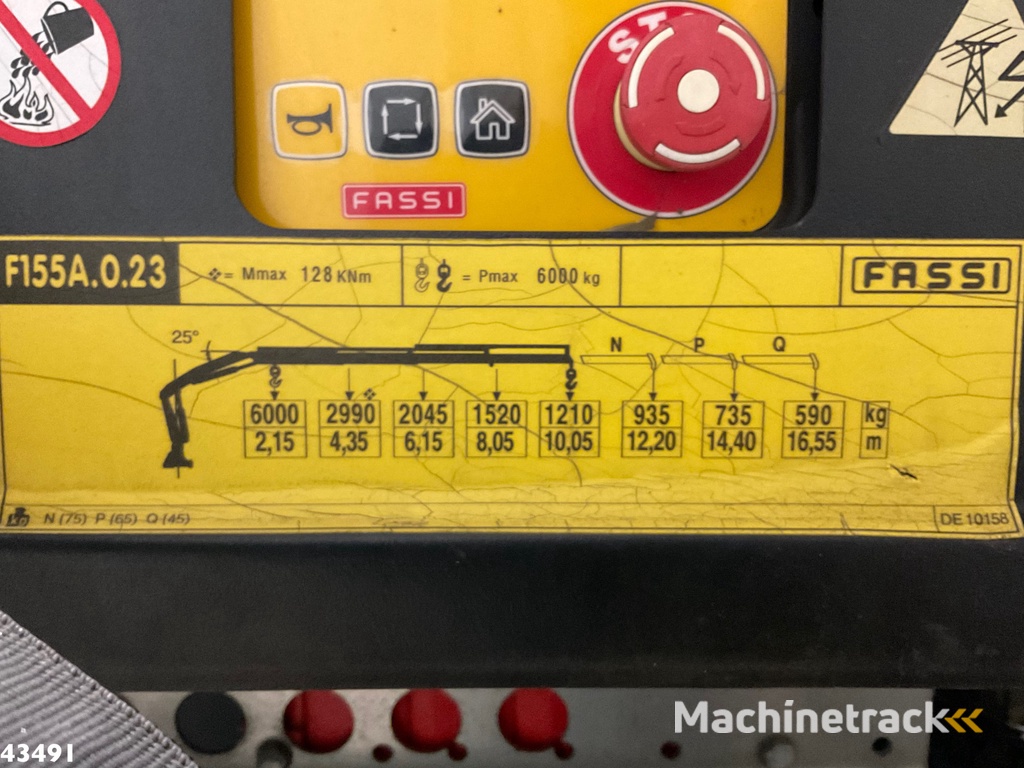 STO
FASSI
F155A.0.23
= Mmax 128 KNm
= Pmax 6000 kg
FASSI
25°
N P Q
6000 2990 2045 1520 1210 935 735 590 kg
2,15 4,35 6,15 8,05 10,05 12,20 14,40 16,55 m
kg N (75) P (65) Q (45)
DE 10158
Machinetrack
43491